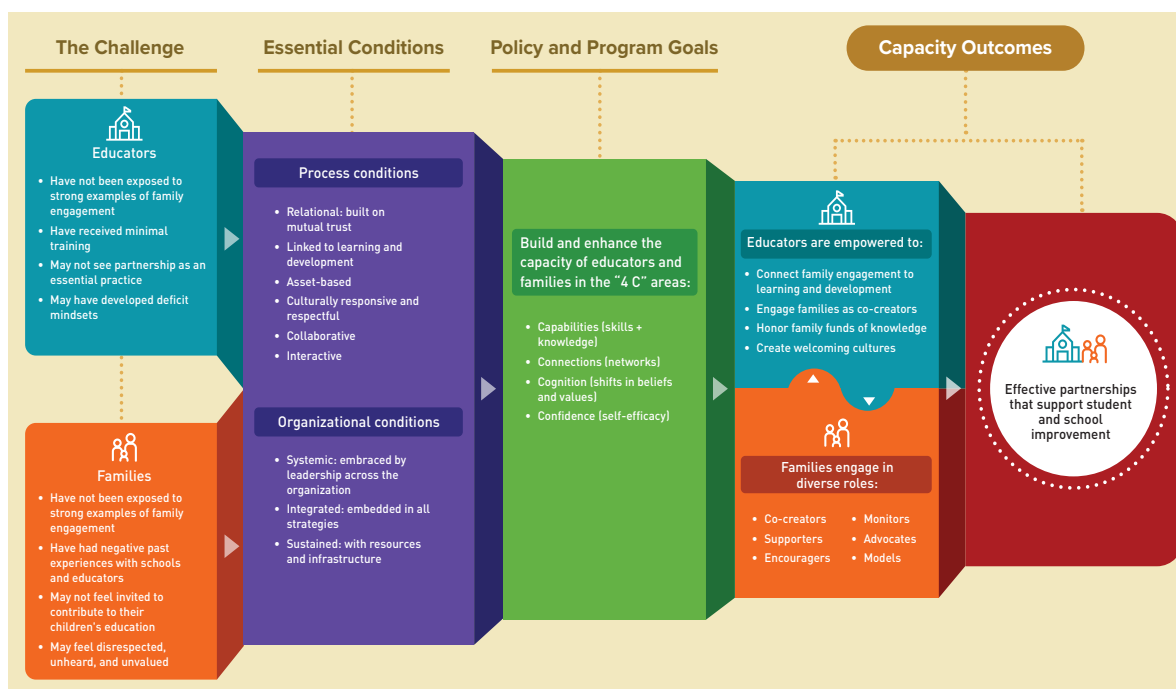 The Challenge
Essential Conditions
Policy and Program Goals
Capacity Outcomes
Educators
• Have not been exposed to
strong examples of family
engagement
• Have received minimal
training
• May not see partnership as an
essential practice
• May have developed deficit
mindsets
Families
• Have not been exposed to
strong examples of family
engagement
• Have had negative past
experiences with schools
and educators
• May not feel invited to
contribute to their
children's education
• May feel disrespected,
unheard, and unvalued
Process conditions
• Relational: built on
mutual trust
• Linked to learning and
development
• Asset-based
• Culturally responsive and
respectful
• Collaborative
• Interactive
Organizational conditions
• Systemic: embraced by
leadership across the
organization
• Integrated: embedded in all
strategies
• Sustained: with resources
and infrastructure
Build and enhance the
capacity of educators and
families in the "4 C" areas:
• Capabilities (skills +
knowledge)
• Connections (networks)
• Cognition (shifts in beliefs
and values)
• Confidence (self-efficacy)
Educators are empowered to:
• Connect family engagement to
learning and development
• Engage families as co-creators
• Honor family funds of knowledge
• Create welcoming cultures
Families engage in
diverse roles:
• Co-creators
• Supporters
• Encouragers
• Monitors
• Advocates
• Models
Effective partnerships
that support student
and school
improvement